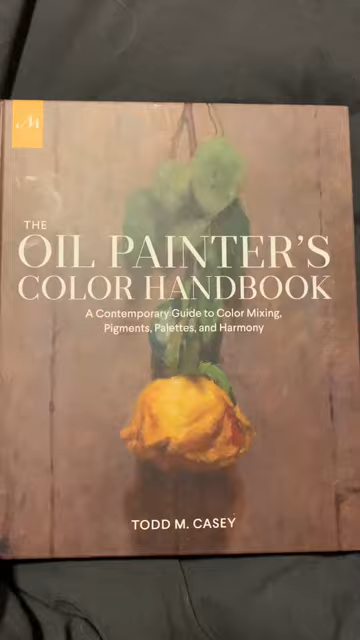 THE
OIL PAINTER'S
COLOR HANDBOOK
A Contemporary Guide to Color Mixing,
Pigments, Palettes, and Harmony
TODD M. CASEY